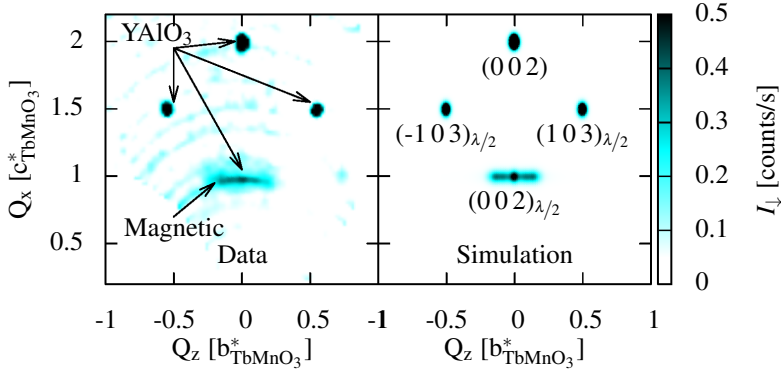 YAlO3
Magnetic
Data
2
1.5
1
0.5
Qx [c*TbMnO3]
-1
-0.5
0
0.5
Qz [b*TbMnO3]
(0 0 2)
(-1 0 3̄)λ/2
(1 0 3)λ/2
(0 0 2)λ/2
Simulation
-1
-0.5
0
0.5
1
Qz [b*TbMnO3]
0.5
0.4
0.3
0.2
0.1
0
I↓ [counts/s]